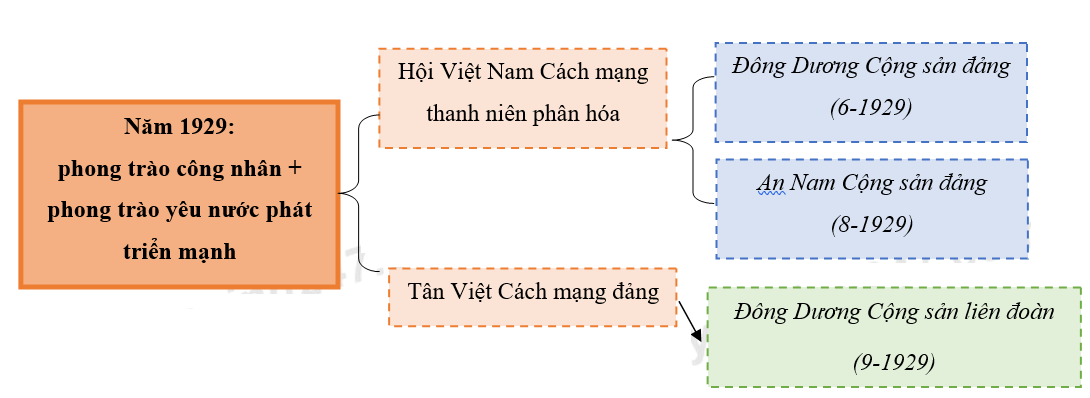 Năm 1929:
phong trào công nhân +
phong trào yêu nước phát
triển mạnh
Hội Việt Nam Cách mạng
thanh niên phân hóa
Tân Việt Cách mạng đảng
Đông Dương Cộng sản đảng
(6-1929)
An Nam Cộng sản đảng
(8-1929)
Đông Dương Cộng sản liên đoàn
(9-1929)